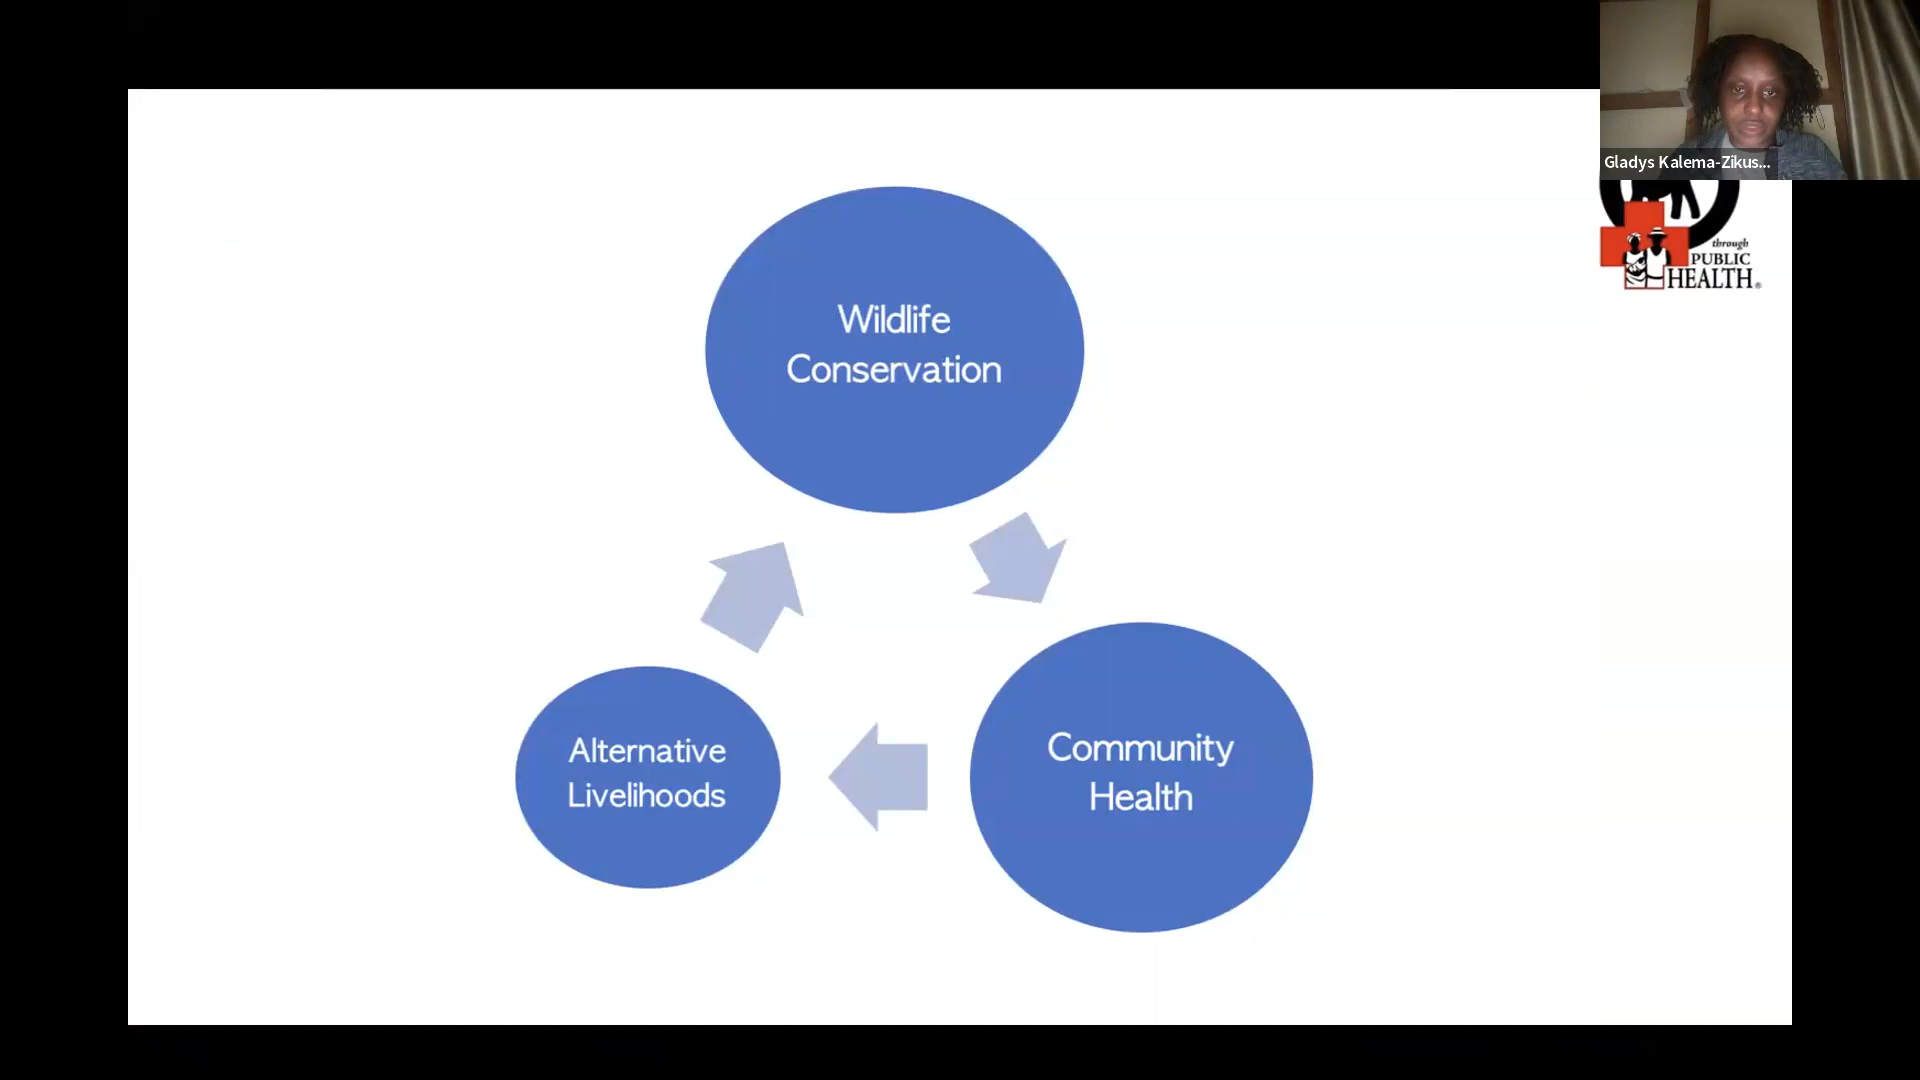 Gladys Kalema-Zikus...
through
PUBLIC
HEALTH®
Wildlife
Conservation
Community
Health
Alternative
Livelihoods